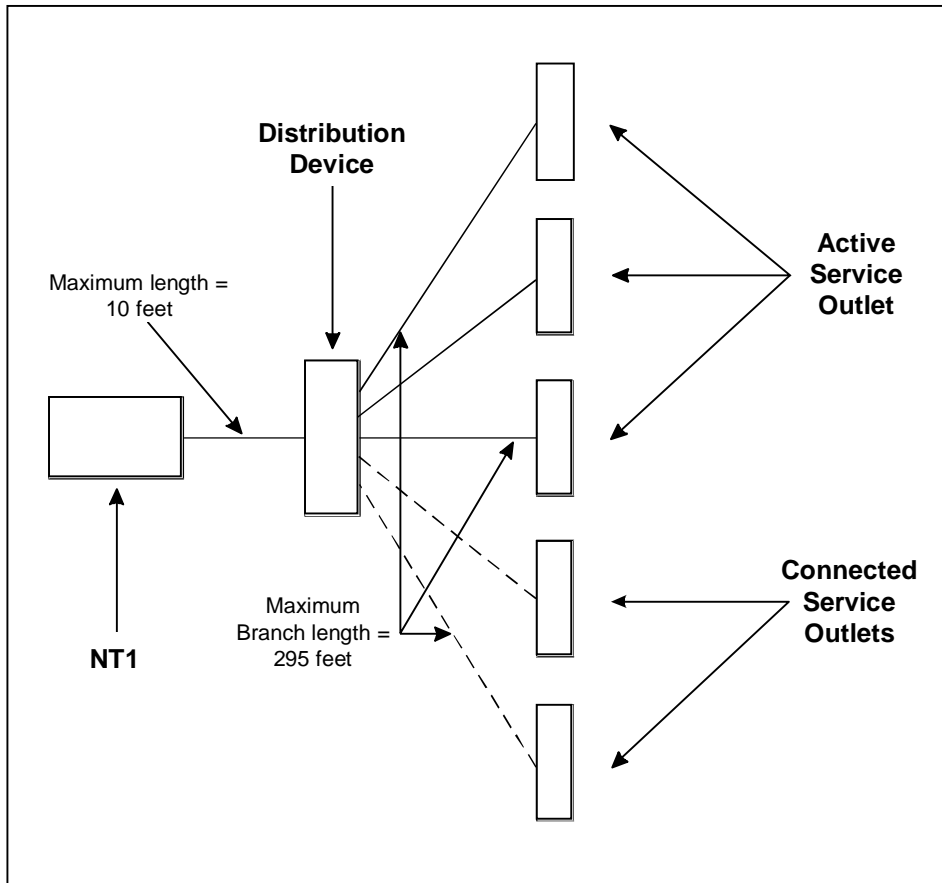 Distribution
Device
Maximum length =
10 feet
Active
Service
Outlet
Maximum
Branch length =
295 feet
Connected
Service
Outlets
NT1